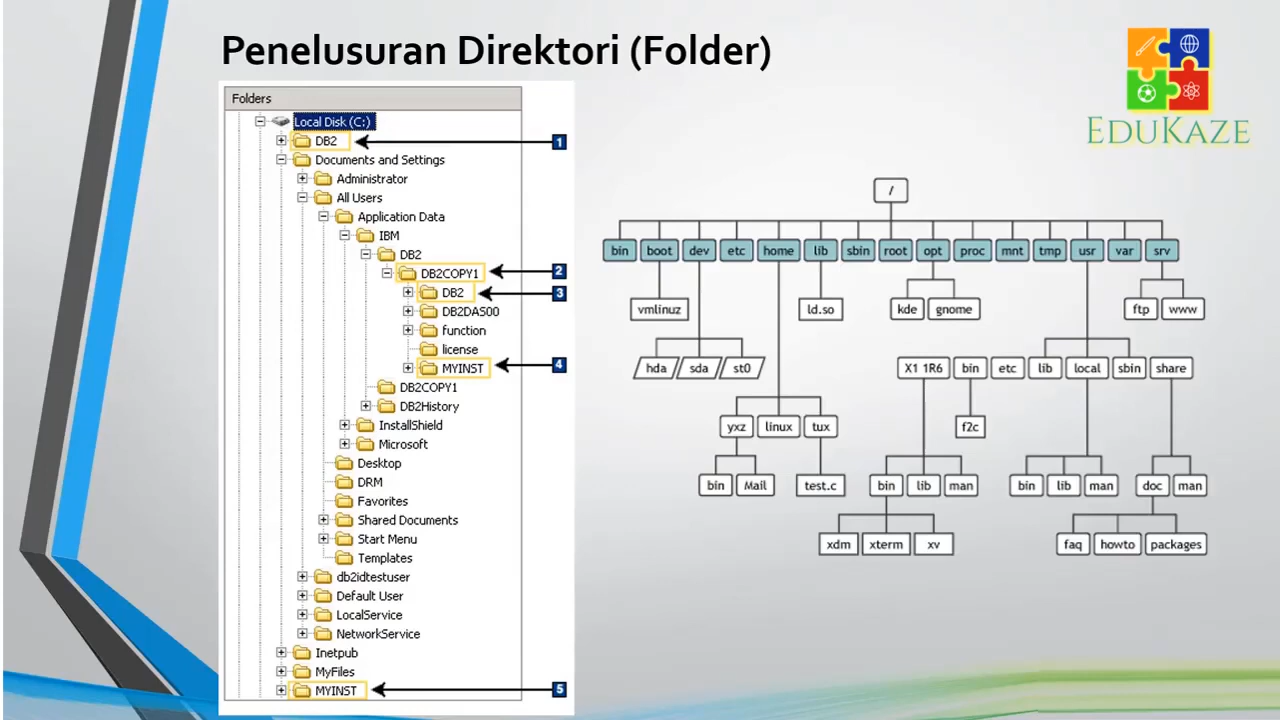 Penelusuran Direktori (Folder)
EDUKAZE
Folders
Local Disk (C:)
DB2
1
Documents and Settings
Administrator
All Users
Application Data
IBM
DB2
DB2COPY1
2
DB2
3
DB2DAS00
function
license
MYINST
4
DB2COPY1
DB2History
InstallShield
Microsoft
Desktop
DRM
Favorites
Shared Documents
Start Menu
Templates
db2idtestuser
Default User
LocalService
NetworkService
Inetpub
MyFiles
MYINST
5
/
bin boot dev etc home lib sbin root opt proc mnt tmp usr var srv
vmlinuz ld.so kde gnome ftp www
hda sda st0 X1 1R6 bin etc lib local sbin share
yxz linux tux f2c
bin Mail test.c bin lib man bin lib man doc man
xdm xterm xv faq howto packages